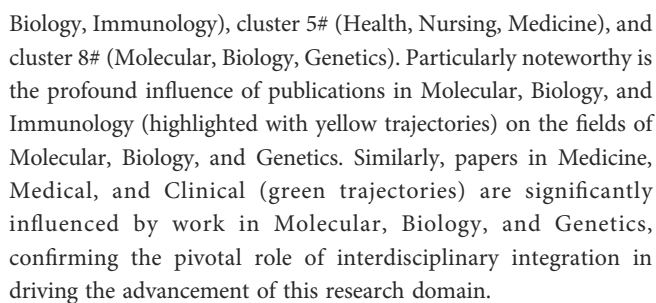 Biology, Immunology), cluster 5# (Health, Nursing, Medicine), and
cluster 8# (Molecular, Biology, Genetics). Particularly noteworthy is
the profound influence of publications in Molecular, Biology, and
Immunology (highlighted with yellow trajectories) on the fields of
Molecular, Biology, and Genetics. Similarly, papers in Medicine,
Medical, and Clinical (green trajectories) are significantly
influenced by work in Molecular, Biology, and Genetics,
confirming the pivotal role of interdisciplinary integration in
driving the advancement of this research domain.